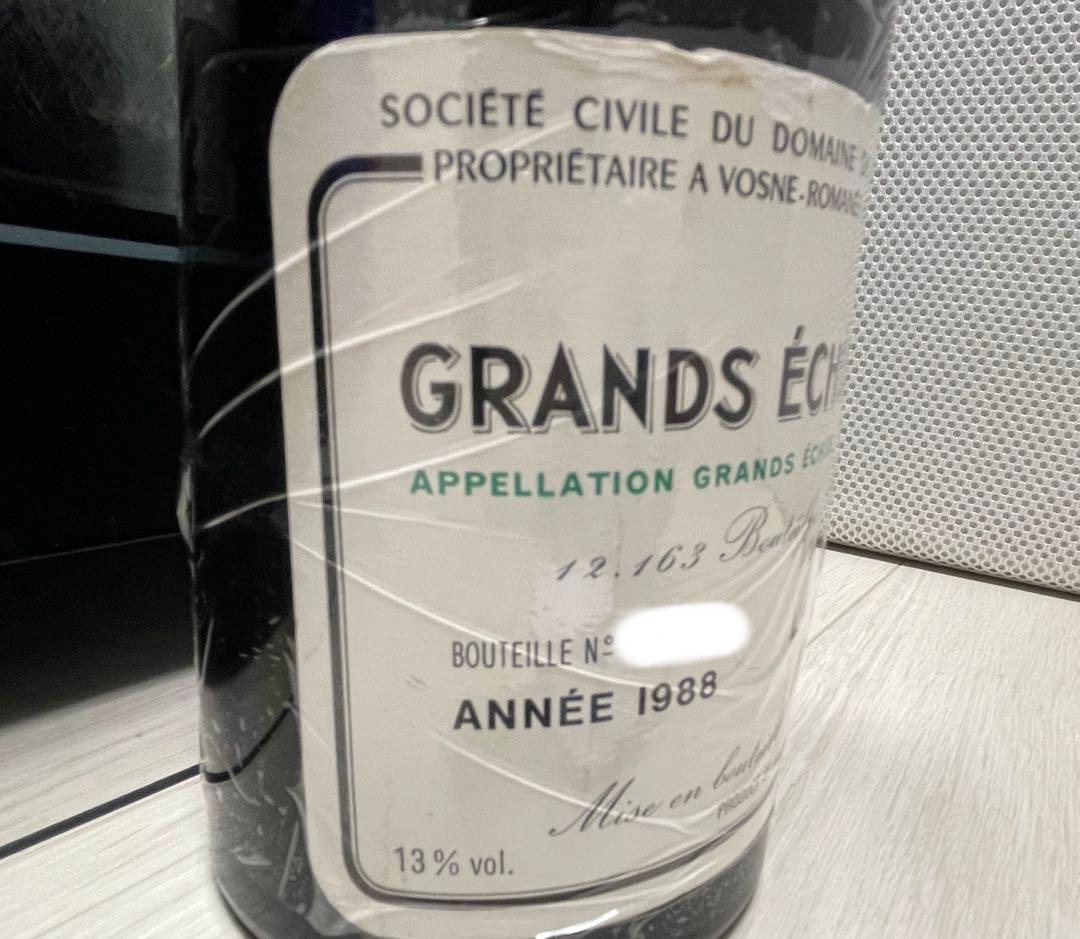 SOCIÉTÉ CIVILE DU DOMAINE
PROPRIÉTAIRE A VOSNE-ROMANÉ
GRANDS ÉCH
APPELLATION GRANDS ÉCH
12.163
BOUTEILLE Nº
ANNÉE 1988
Mise en
13% vol.